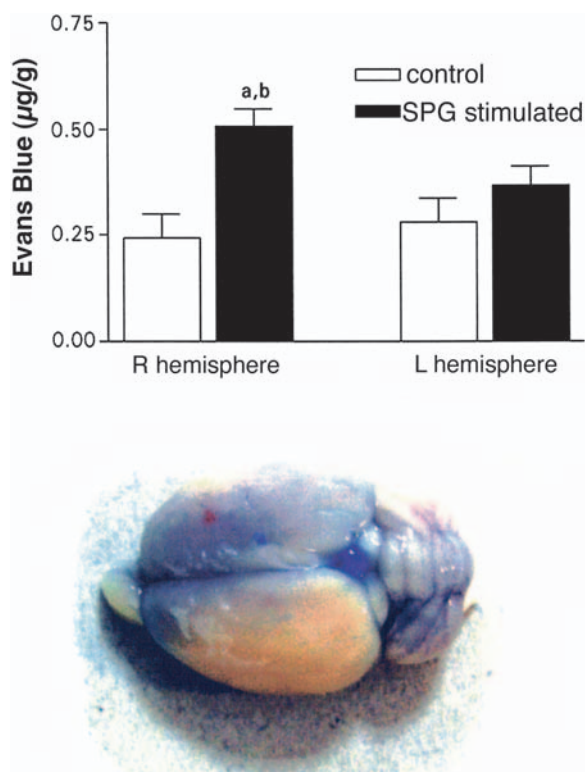 Evans Blue (µg/g)
0.75
0.50
0.25
0.00
a,b
control
SPG stimulated
R hemisphere
L hemisphere